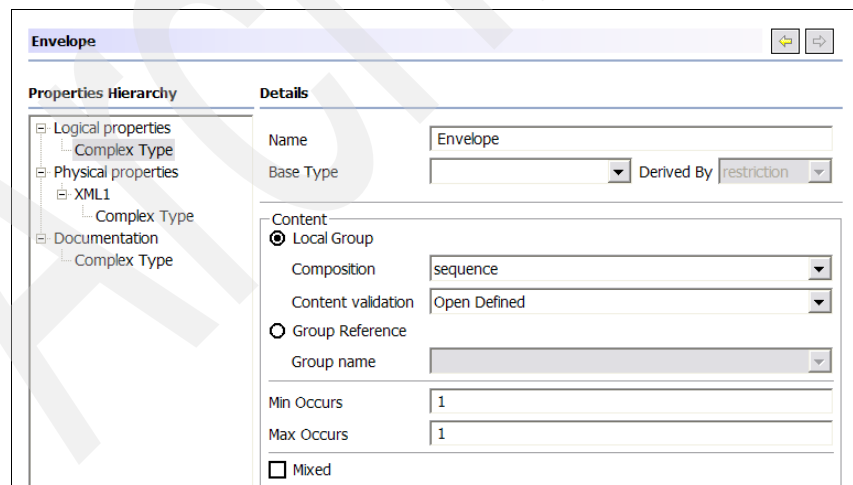 Envelope
Properties Hierarchy
Details
Logical properties
Complex Type
Physical properties
XML1
Complex Type
Documentation
Complex Type
Name Envelope
Base Type Derived By restriction
Content
Local Group
Composition sequence
Content validation Open Defined
Group Reference
Group name
Min Occurs 1
Max Occurs 1
Mixed